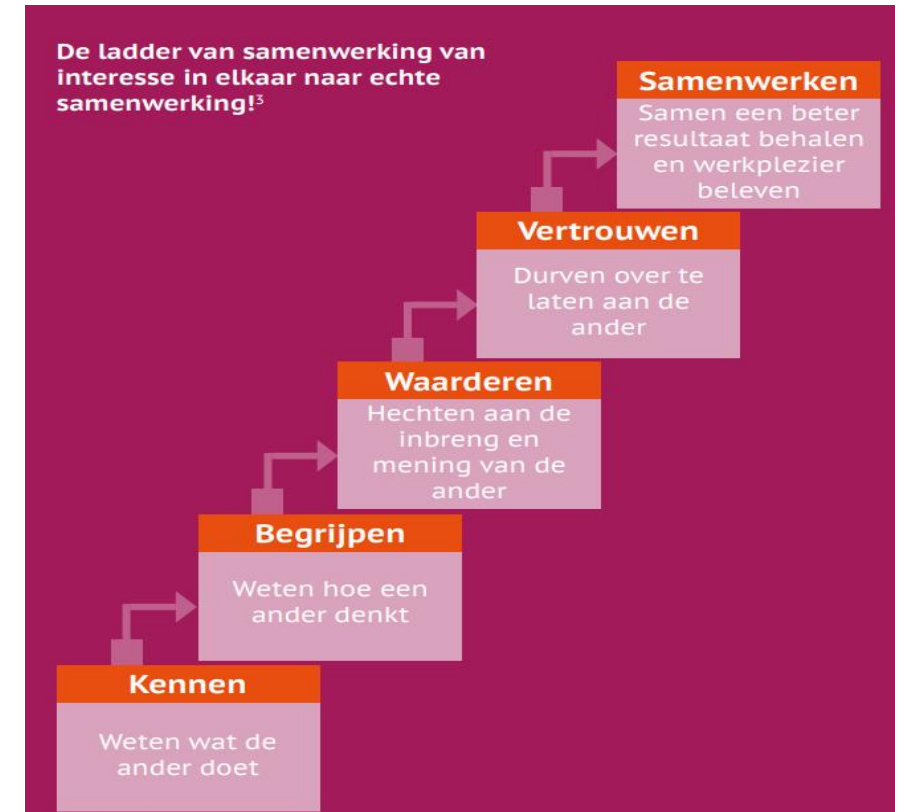 De ladder van samenwerking van
interesse in elkaar naar echte
samenwerking!³
Samenwerken
Samen een beter
resultaat behalen
en werkplezier
beleven
Vertrouwen
Durven over te
laten aan de
ander
Waarderen
Hechten aan de
inbreng en
mening van de
ander
Begrijpen
Weten hoe een
ander denkt
Kennen
Weten wat de
ander doet